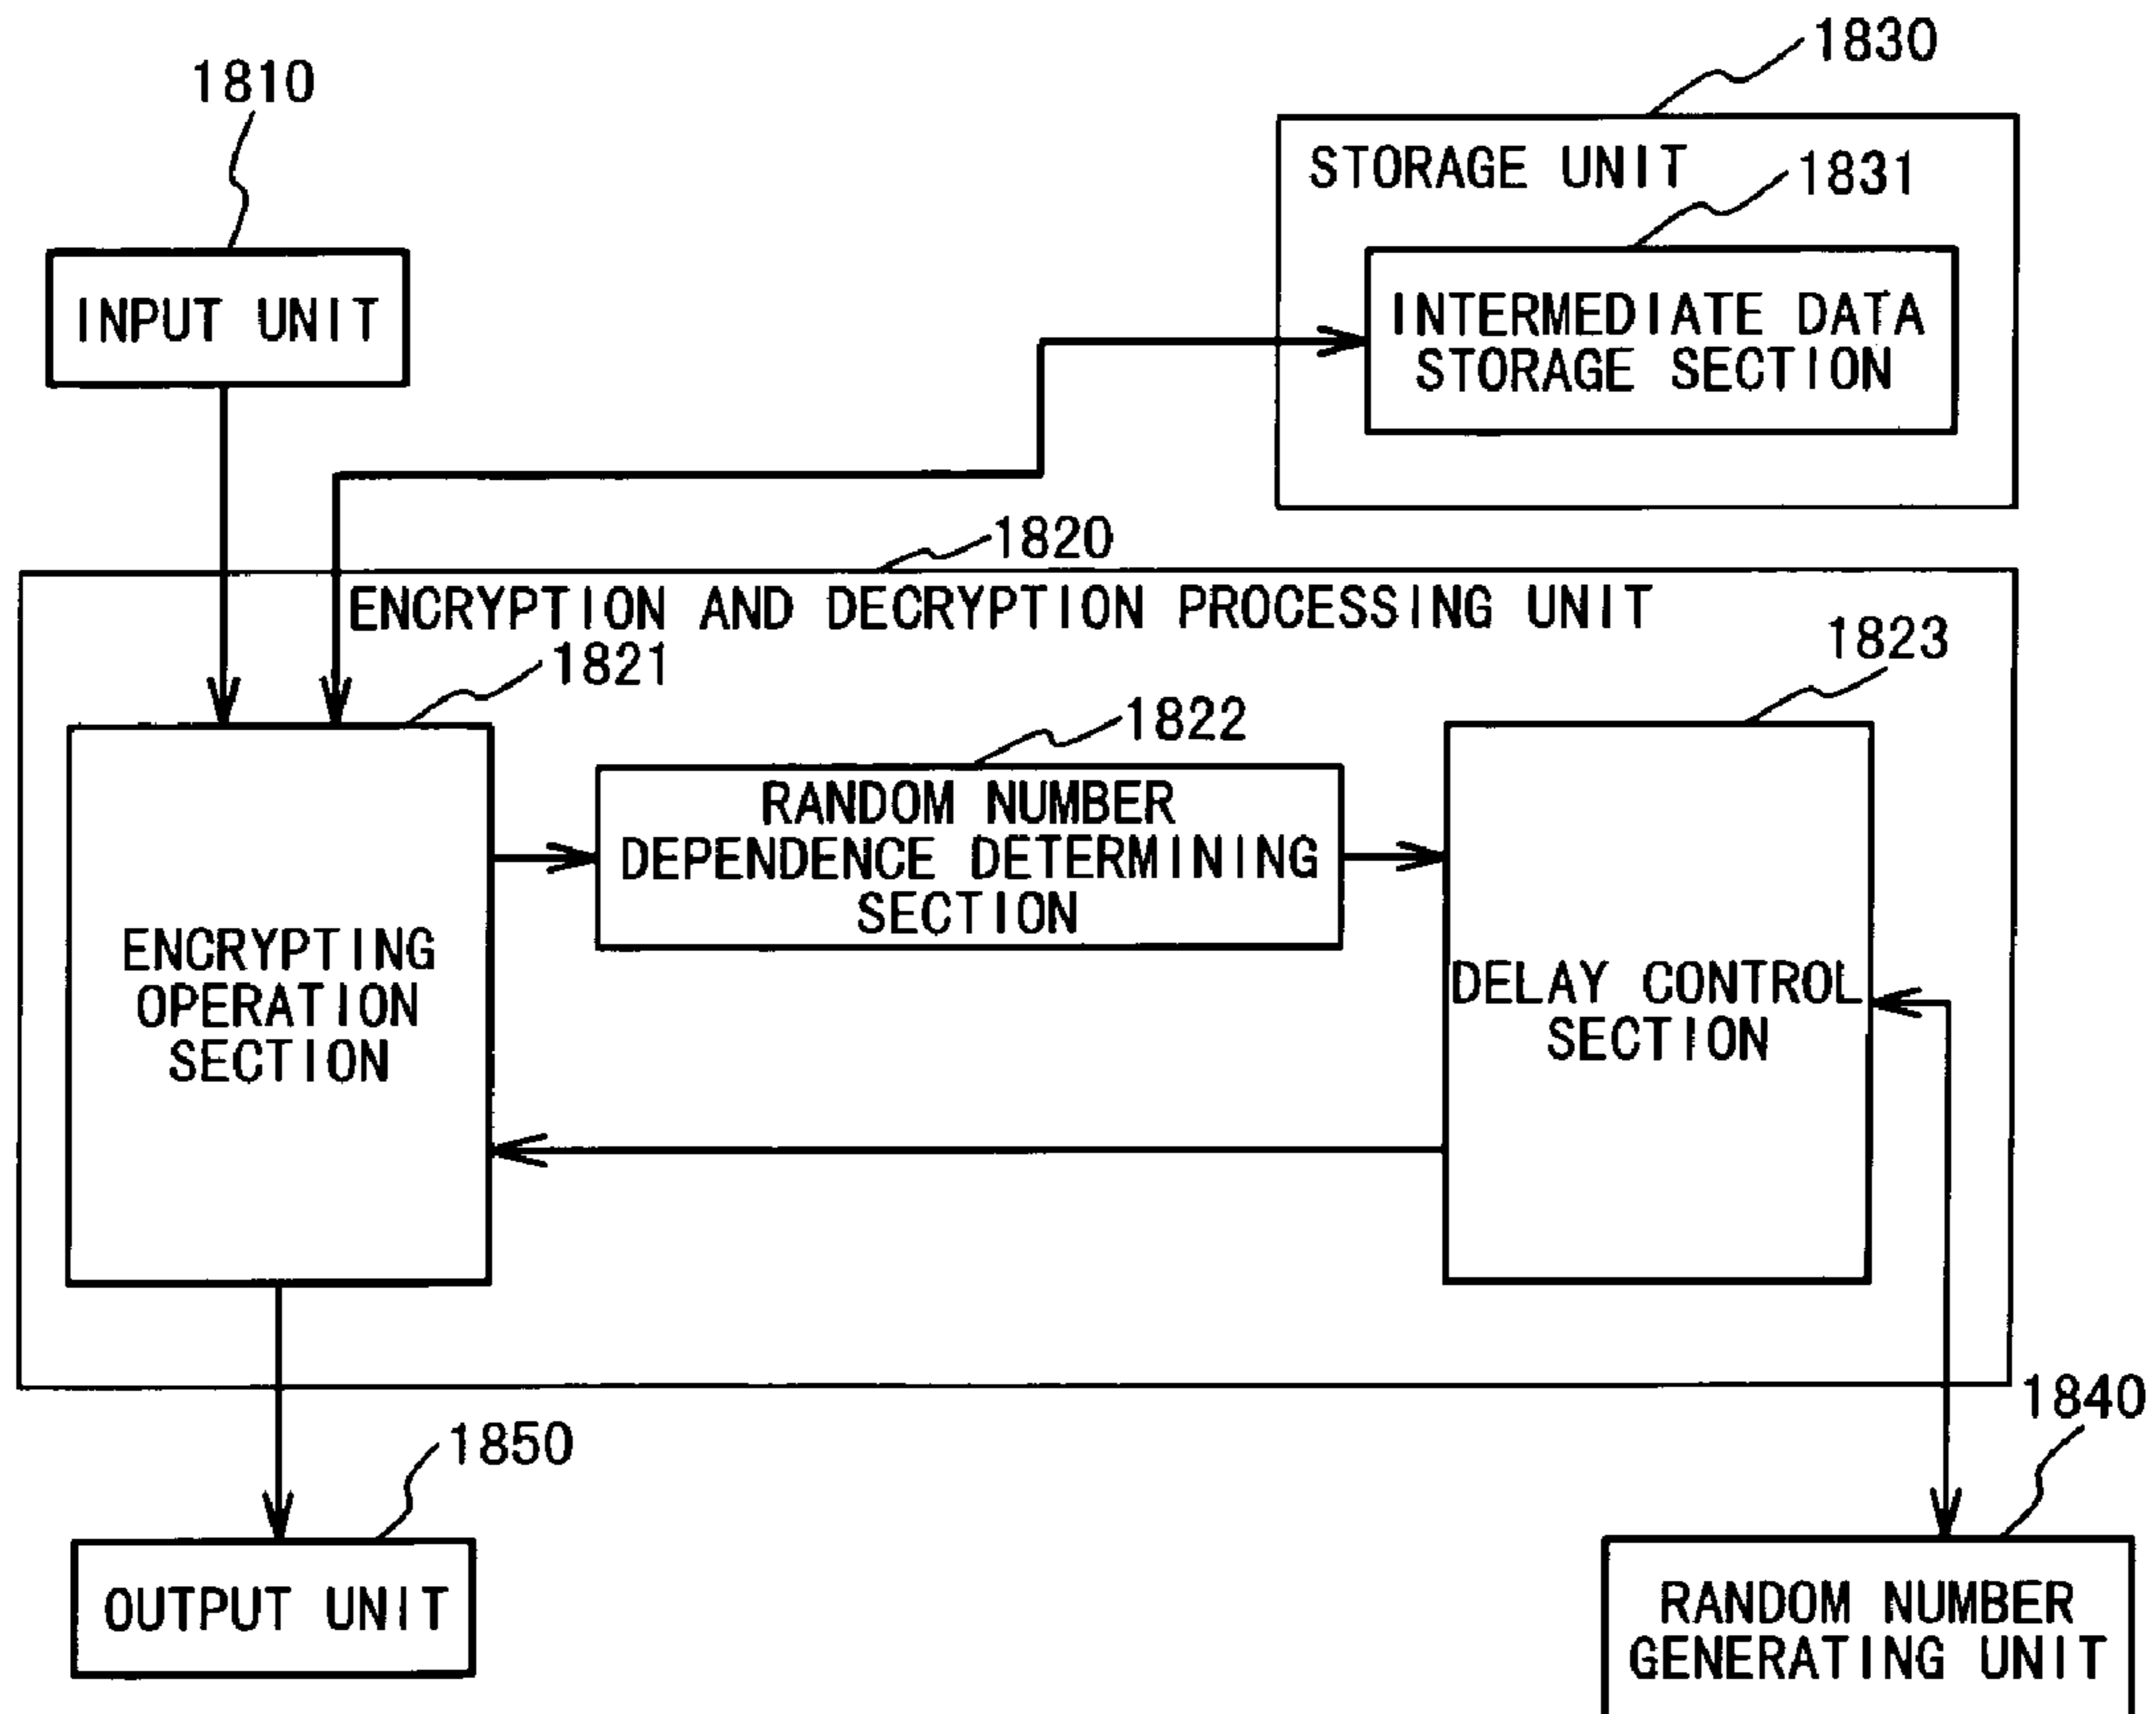 1830
1810
STORAGE UNIT
1831
INPUT UNIT
INTERMEDIATE DATA
STORAGE SECTION
1820
ENCRYPTION AND DECRYPTION PROCESSING UNIT
1821
1823
1822
RANDOM NUMBER
DEPENDENCE DETERMINING
SECTION
ENCRYPTING
OPERATION
SECTION
DELAY CONTROL
SECTION
1840
1850
OUTPUT UNIT
RANDOM NUMBER
GENERATING UNIT